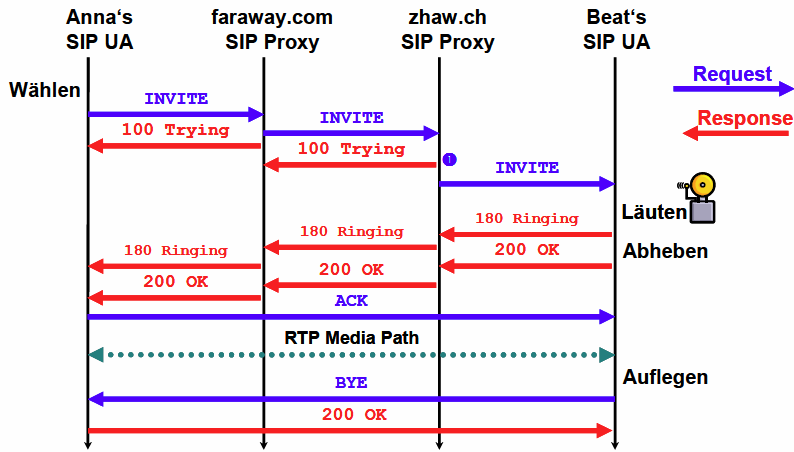 Anna‘s
SIP UA
faraway.com
SIP Proxy
zhaw.ch
SIP Proxy
Beat‘s
SIP UA
Wählen
Request
Response
INVITE
INVITE
100 Trying
100 Trying
1
INVITE
Läuten
180 Ringing
180 Ringing
180 Ringing
Abheben
200 OK
200 OK
200 OK
ACK
RTP Media Path
Auflegen
BYE
200 OK